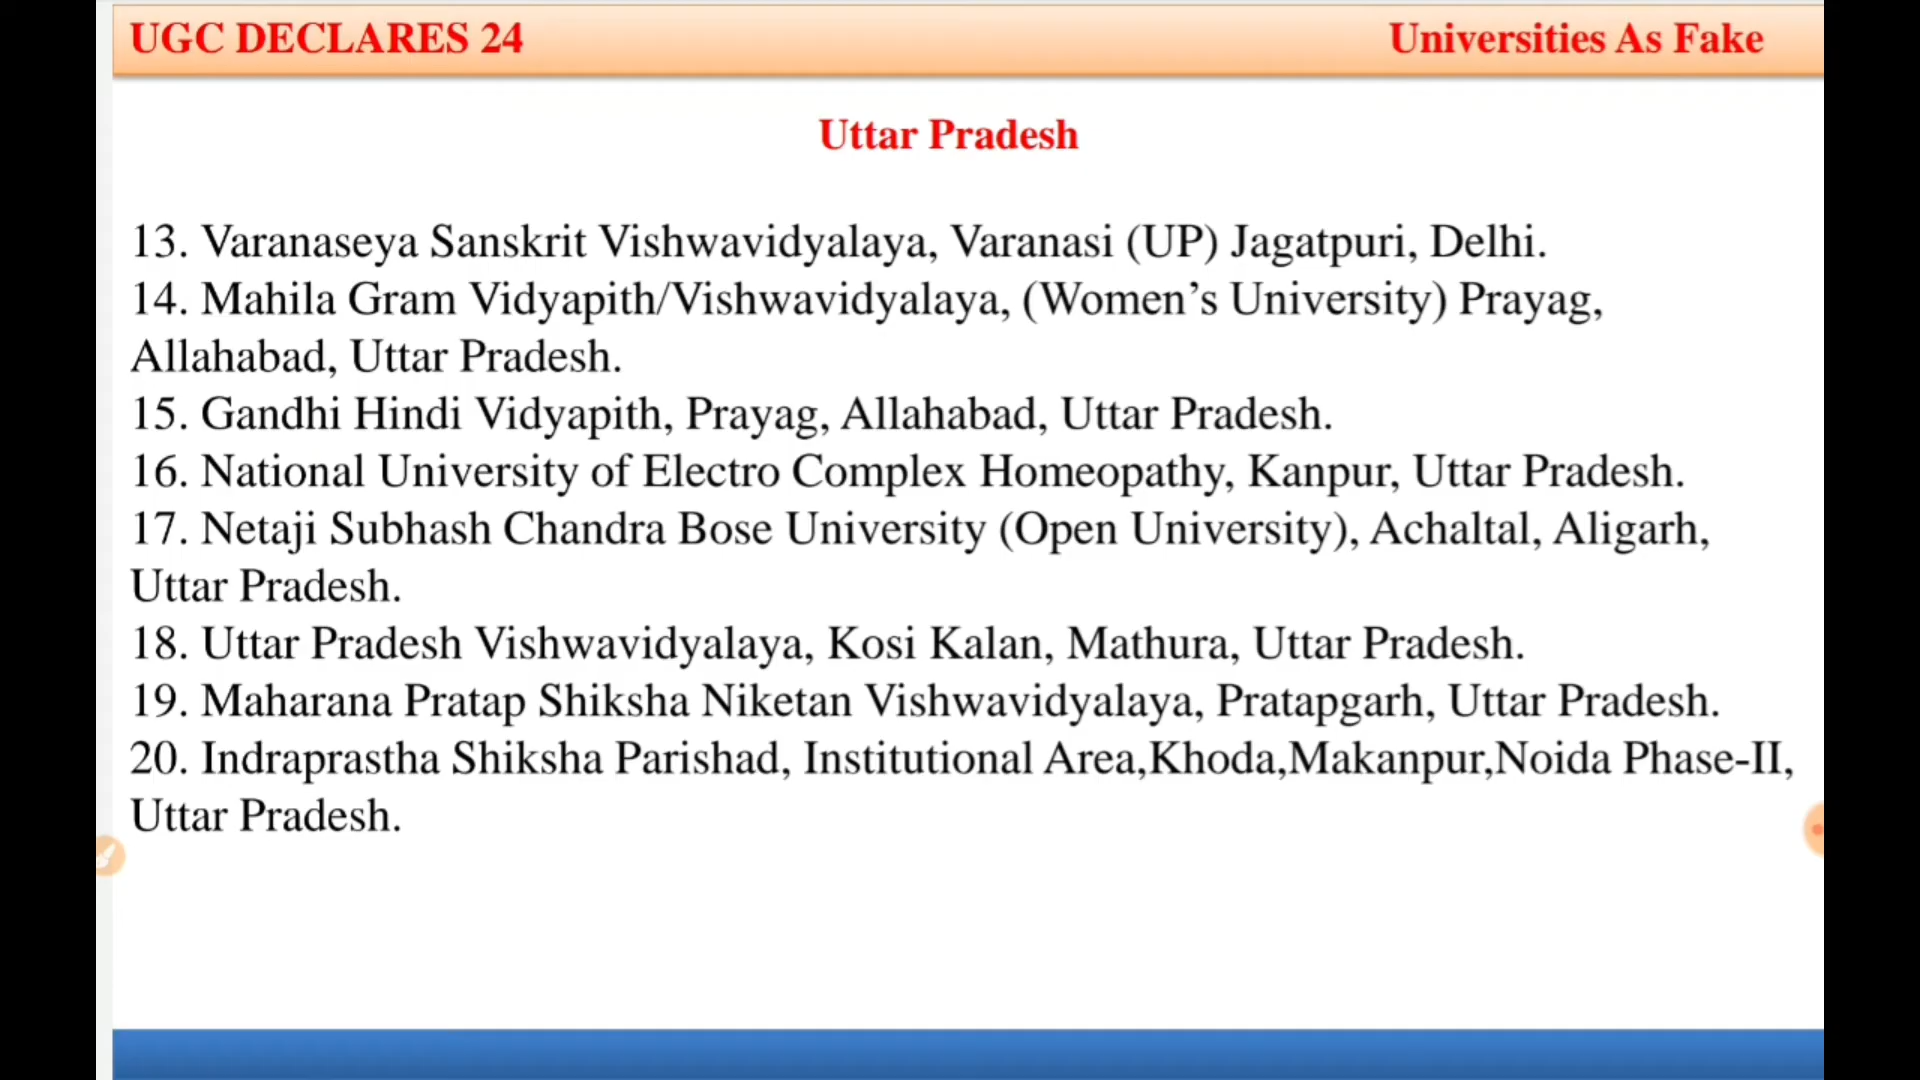 UGC DECLARES 24 Universities As Fake
Uttar Pradesh
13. Varanaseya Sanskrit Vishwavidyalaya, Varanasi (UP) Jagatpuri, Delhi.
14. Mahila Gram Vidyapith/Vishwavidyalaya, (Women’s University) Prayag,
Allahabad, Uttar Pradesh.
15. Gandhi Hindi Vidyapith, Prayag, Allahabad, Uttar Pradesh.
16. National University of Electro Complex Homeopathy, Kanpur, Uttar Pradesh.
17. Netaji Subhash Chandra Bose University (Open University), Achaltal, Aligarh,
Uttar Pradesh.
18. Uttar Pradesh Vishwavidyalaya, Kosi Kalan, Mathura, Uttar Pradesh.
19. Maharana Pratap Shiksha Niketan Vishwavidyalaya, Pratapgarh, Uttar Pradesh.
20. Indraprastha Shiksha Parishad, Institutional Area,Khoda,Makanpur,Noida Phase-II,
Uttar Pradesh.